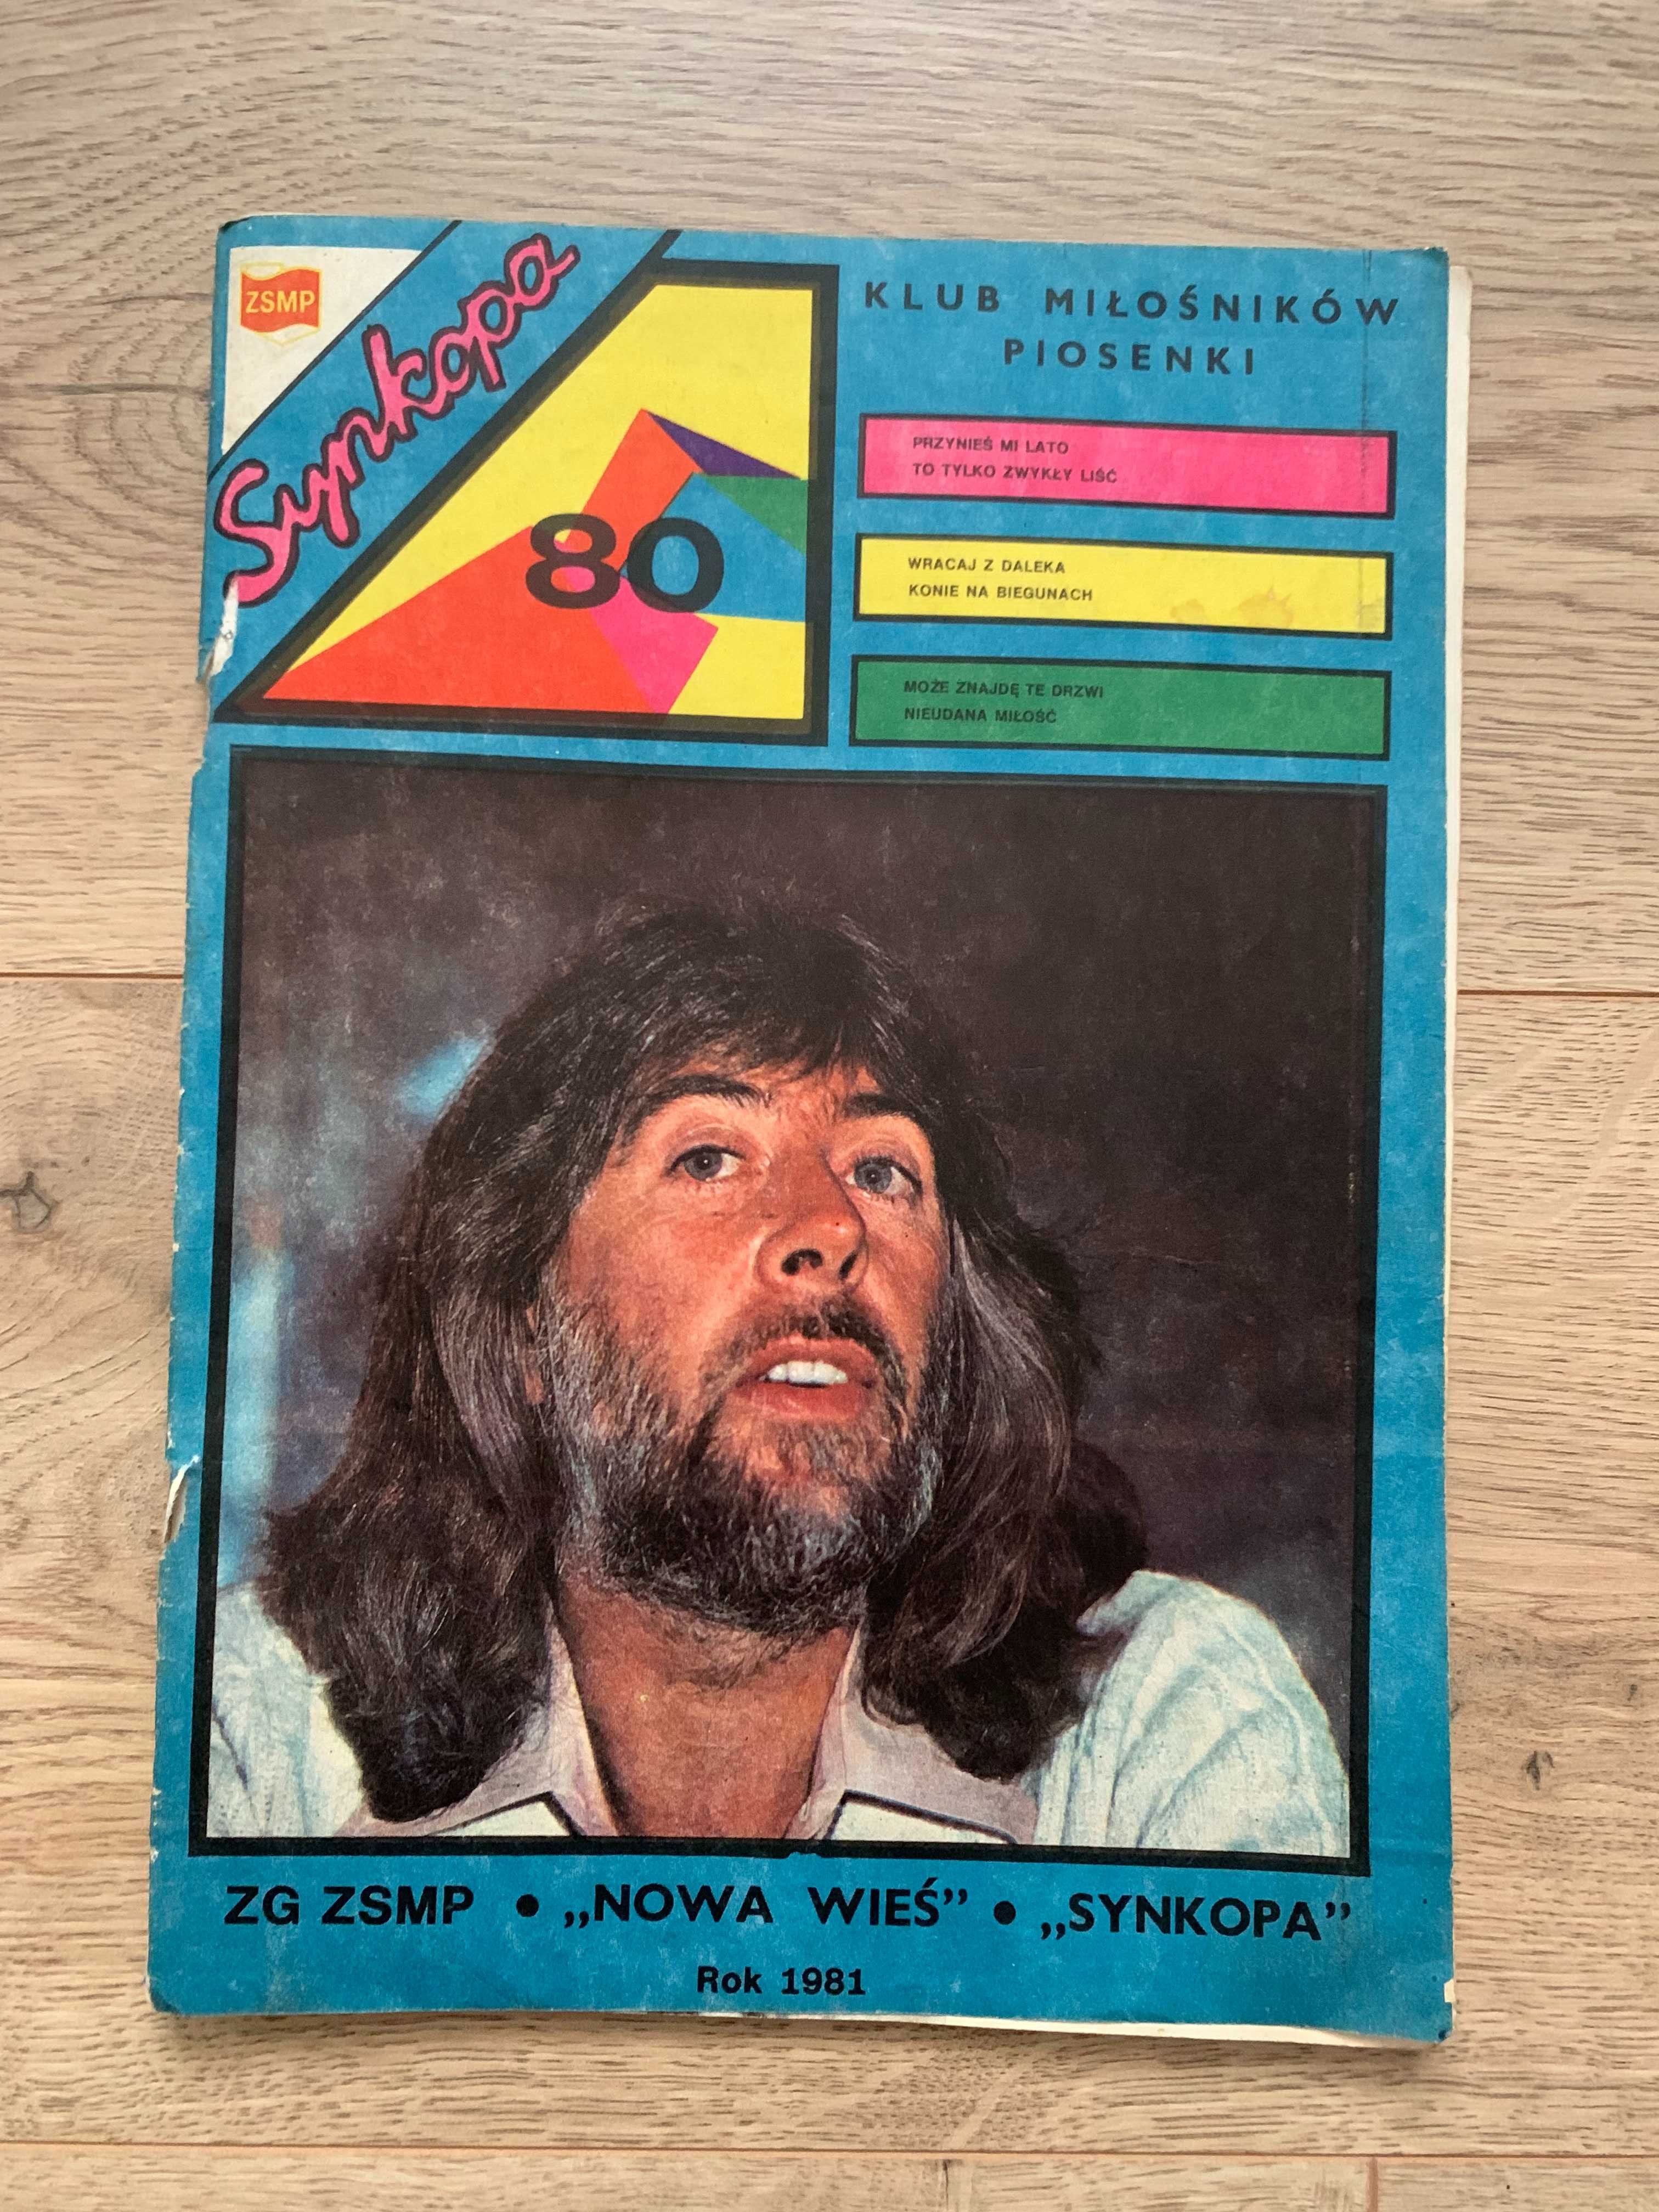 ZSMP
Synkopa
80
KLUB MIŁOŚNIKÓW
PIOSENKI
PRZYNIEŚ MI LATO
TO TYLKO ZWYKŁY LIŚĆ
WRACAJ Z DALEKA
KONIE NA BIEGUNACH
MOŻE ZNAJDĘ TE DRZWI
NIEUDANA MIŁOŚĆ
ZG ZSMP • „NOWA WIEŚ” • „SYNKOPA”
Rok 1981